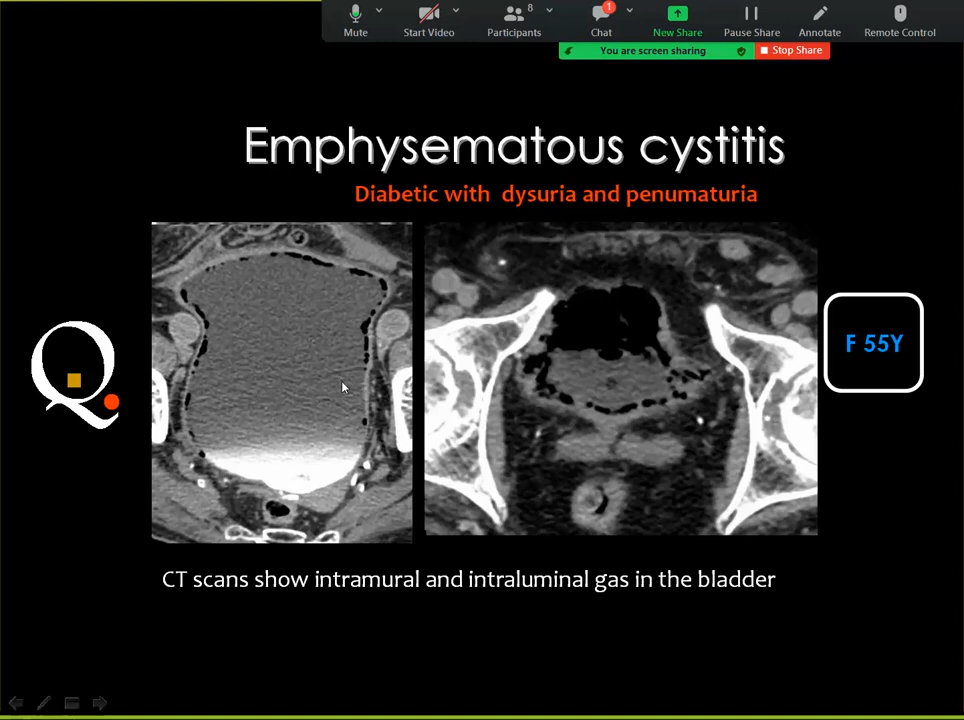 8
1
Mute
Start Video
Participants
Chat
New Share
Pause Share
Annotate
Remote Control
You are screen sharing
Stop Share
Emphysematous cystitis
Diabetic with dysuria and penumaturia
Q
F 55Y
CT scans show intramural and intraluminal gas in the bladder